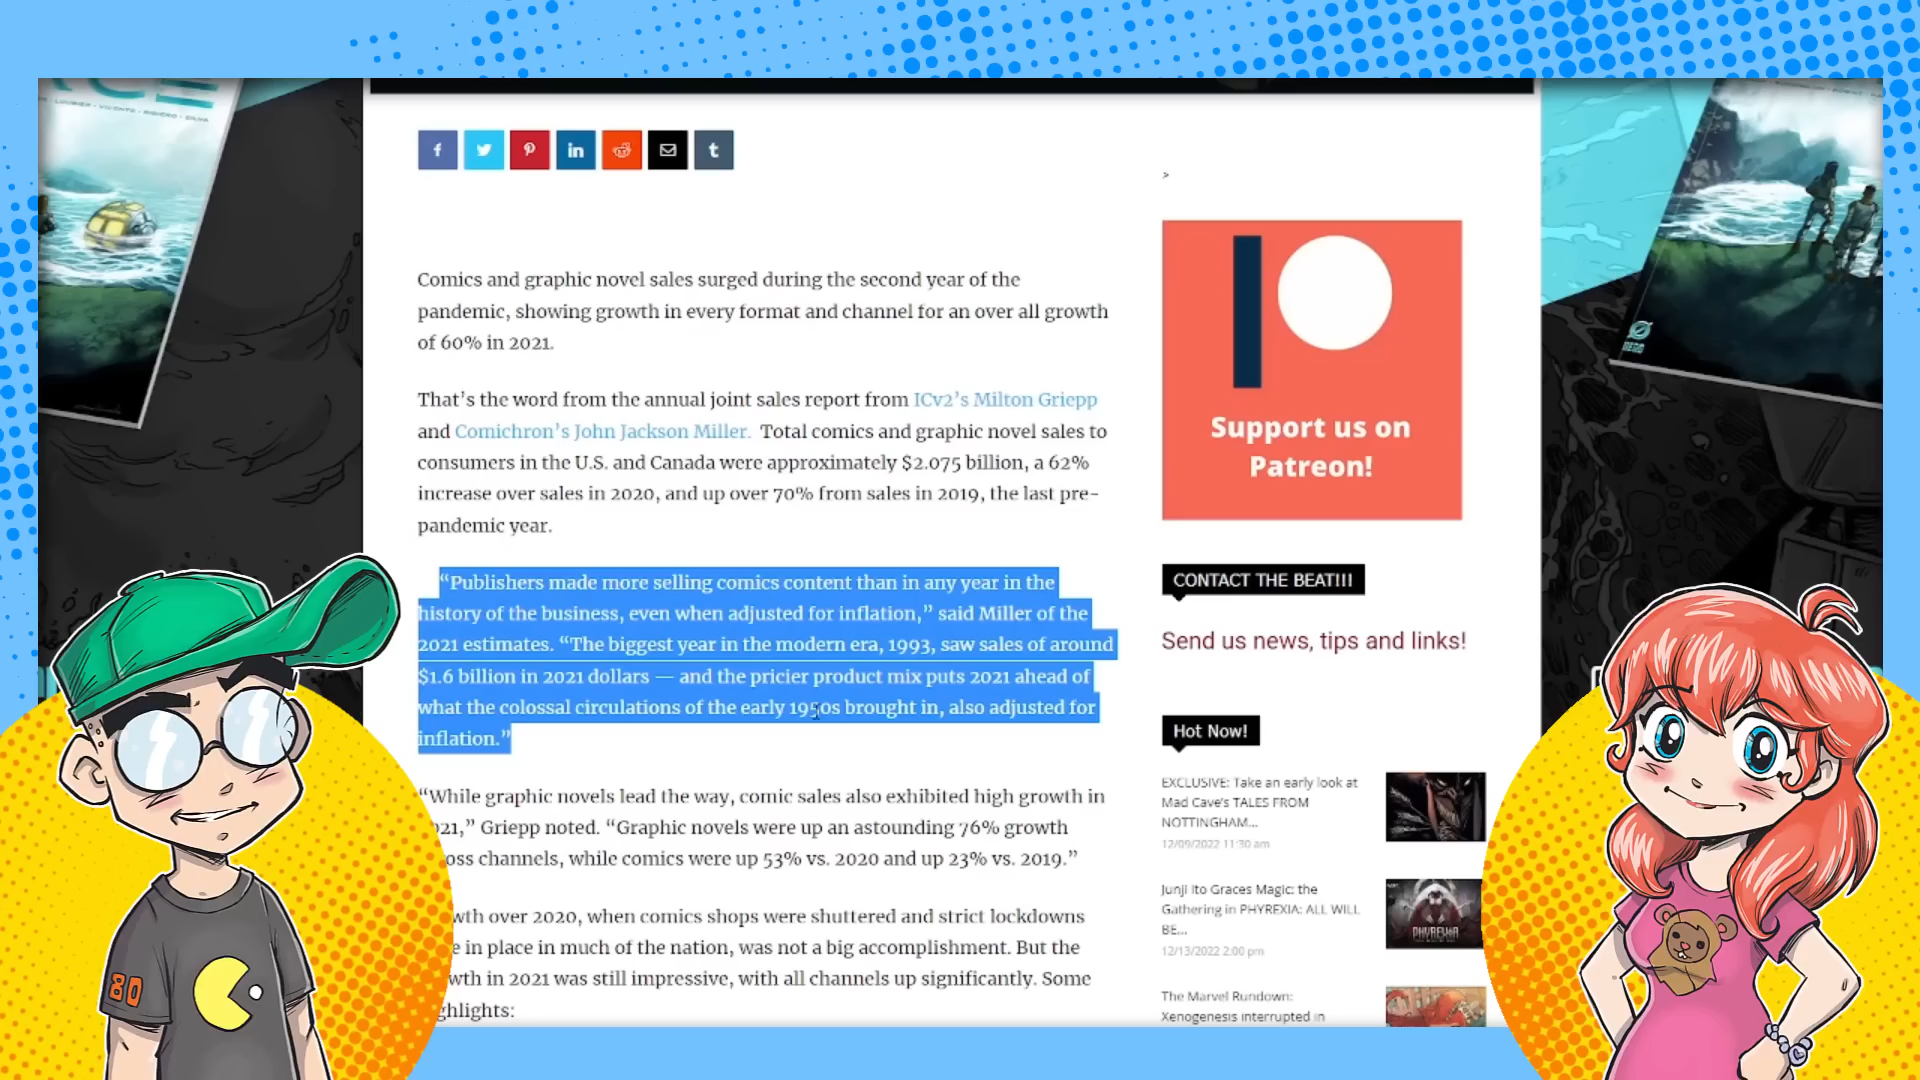 f
in
t
>
Comics and graphic novel sales surged during the second year of the
pandemic, showing growth in every format and channel for an over all growth
of 60% in 2021.
That’s the word from the annual joint sales report from ICv2’s Milton Griepp
and Comichron’s John Jackson Miller. Total comics and graphic novel sales to
consumers in the U.S. and Canada were approximately $2.075 billion, a 62%
increase over sales in 2020, and up over 70% from sales in 2019, the last pre-
pandemic year.
“Publishers made more selling comics content than in any year in the
history of the business, even when adjusted for inflation,” said Miller of the
2021 estimates. “The biggest year in the modern era, 1993, saw sales of around
$1.6 billion in 2021 dollars — and the pricier product mix puts 2021 ahead of
what the colossal circulations of the early 1950s brought in, also adjusted for
inflation.”
“While graphic novels lead the way, comic sales also exhibited high growth in
21,” Griepp noted. “Graphic novels were up an astounding 76% growth
oss channels, while comics were up 53% vs. 2020 and up 23% vs. 2019.”
wth over 2020, when comics shops were shuttered and strict lockdowns
e in place in much of the nation, was not a big accomplishment. But the
wth in 2021 was still impressive, with all channels up significantly. Some
ghlights:
Support us on
Patreon!
CONTACT THE BEAT!!!
Send us news, tips and links!
Hot Now!
EXCLUSIVE: Take an early look at
Mad Cave’s TALES FROM
NOTTINGHAM...
12/09/2022 11:30 am
Junji Ito Graces Magic: the
Gathering in PHYREXIA: ALL WILL
BE...
12/13/2022 2:00 pm
PHYREXIA
The Marvel Rundown:
Xenogenesis interrupted in
80